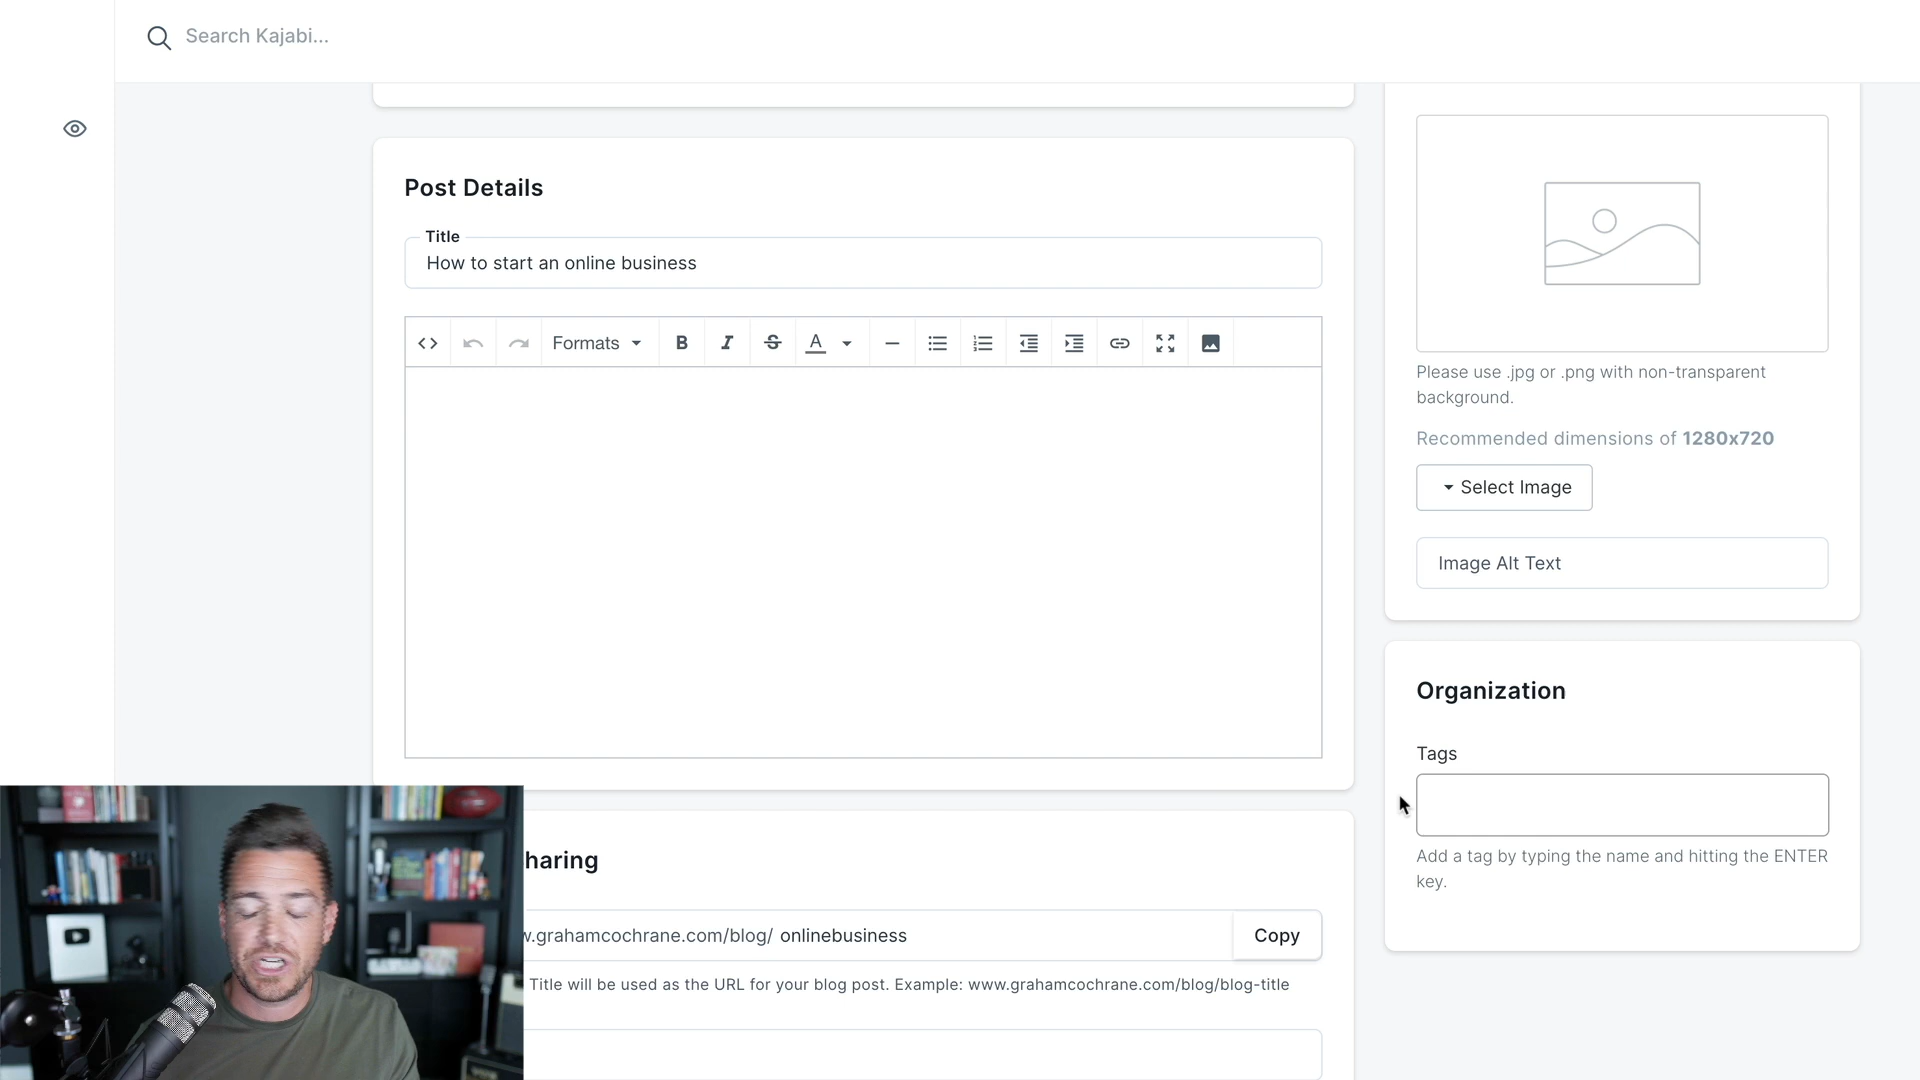 Search Kajabi...
Post Details
Title
How to start an online business
Formats
B I S A
Please use .jpg or .png with non-transparent
background.
Recommended dimensions of 1280x720
Select Image
Image Alt Text
Organization
Tags
Add a tag by typing the name and hitting the ENTER
key.
haring
.grahamcochrane.com/blog/ onlinebusiness
Copy
Title will be used as the URL for your blog post. Example: www.grahamcochrane.com/blog/blog-title